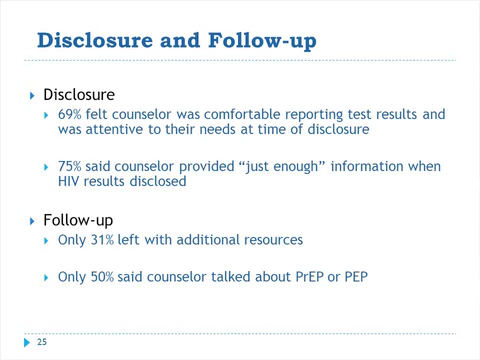 Disclosure and Follow-up
Disclosure
69% felt counselor was comfortable reporting test results and
was attentive to their needs at time of disclosure
75% said counselor provided “just enough” information when
HIV results disclosed
Follow-up
Only 31% left with additional resources
Only 50% said counselor talked about PrEP or PEP
25